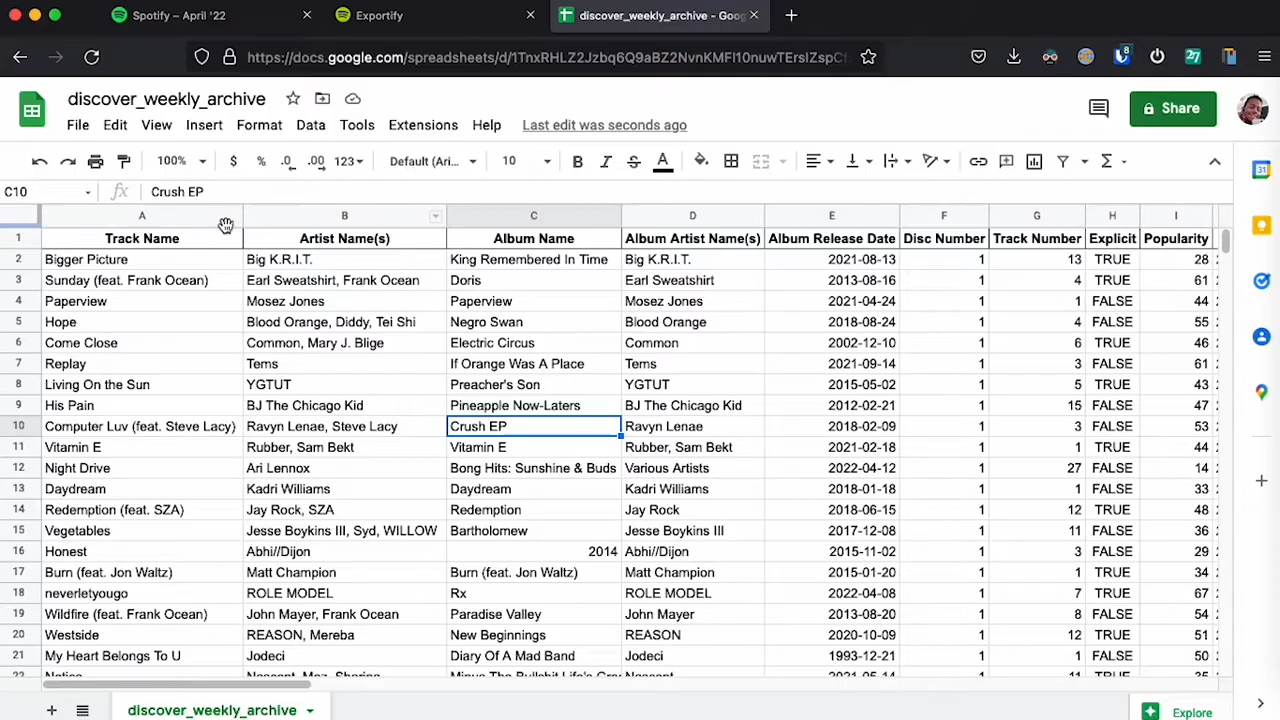 Spotify – April '22
Exportify
discover_weekly_archive - Goog
https://docs.google.com/spreadsheets/d/1TnxRHLZ2Jzbq6Q9aBZ2NvnKMFl10nuwTErslZspC
8
27
discover_weekly_archive
Share
File Edit View Insert Format Data Tools Extensions Help Last edit was seconds ago
100% $ % .0 .00 123 Default (Ari... 10 B I S A Σ
C10 fx Crush EP
A B C D E F G H I
1 Track Name Artist Name(s) Album Name Album Artist Name(s) Album Release Date Disc Number Track Number Explicit Popularity
2 Bigger Picture Big K.R.I.T. King Remembered In Time Big K.R.I.T. 2021-08-13 1 13 TRUE 28
3 Sunday (feat. Frank Ocean) Earl Sweatshirt, Frank Ocean Doris Earl Sweatshirt 2013-08-16 1 4 TRUE 61
4 Paperview Mosez Jones Paperview Mosez Jones 2021-04-24 1 1 FALSE 44
5 Hope Blood Orange, Diddy, Tei Shi Negro Swan Blood Orange 2018-08-24 1 4 FALSE 55
6 Come Close Common, Mary J. Blige Electric Circus Common 2002-12-10 1 6 TRUE 46
7 Replay Tems If Orange Was A Place Tems 2021-09-14 1 3 FALSE 61
8 Living On the Sun YGTUT Preacher's Son YGTUT 2015-05-02 1 5 TRUE 43
9 His Pain BJ The Chicago Kid Pineapple Now-Laters BJ The Chicago Kid 2012-02-21 1 15 FALSE 47
10 Computer Luv (feat. Steve Lacy) Ravyn Lenae, Steve Lacy Crush EP Ravyn Lenae 2018-02-09 1 3 FALSE 53
11 Vitamin E Rubber, Sam Bekt Vitamin E Rubber, Sam Bekt 2021-02-18 1 1 TRUE 44
12 Night Drive Ari Lennox Bong Hits: Sunshine & Buds Various Artists 2022-04-12 1 27 FALSE 14
13 Daydream Kadri Williams Daydream Kadri Williams 2018-01-18 1 1 FALSE 33
14 Redemption (feat. SZA) Jay Rock, SZA Redemption Jay Rock 2018-06-15 1 12 TRUE 48
15 Vegetables Jesse Boykins III, Syd, WILLOW Bartholomew Jesse Boykins III 2017-12-08 1 11 FALSE 36
16 Honest Abhi//Dijon 2014 Abhi//Dijon 2015-11-02 1 3 FALSE 29
17 Burn (feat. Jon Waltz) Matt Champion Burn (feat. Jon Waltz) Matt Champion 2015-01-20 1 1 TRUE 34
18 neverletyougo ROLE MODEL Rx ROLE MODEL 2022-04-08 1 7 TRUE 67
19 Wildfire (feat. Frank Ocean) John Mayer, Frank Ocean Paradise Valley John Mayer 2013-08-20 1 8 FALSE 54
20 Westside REASON, Mereba New Beginnings REASON 2020-10-09 1 12 TRUE 51
21 My Heart Belongs To U Jodeci Diary Of A Mad Band Jodeci 1993-12-21 1 1 FALSE 50
discover_weekly_archive
Explore